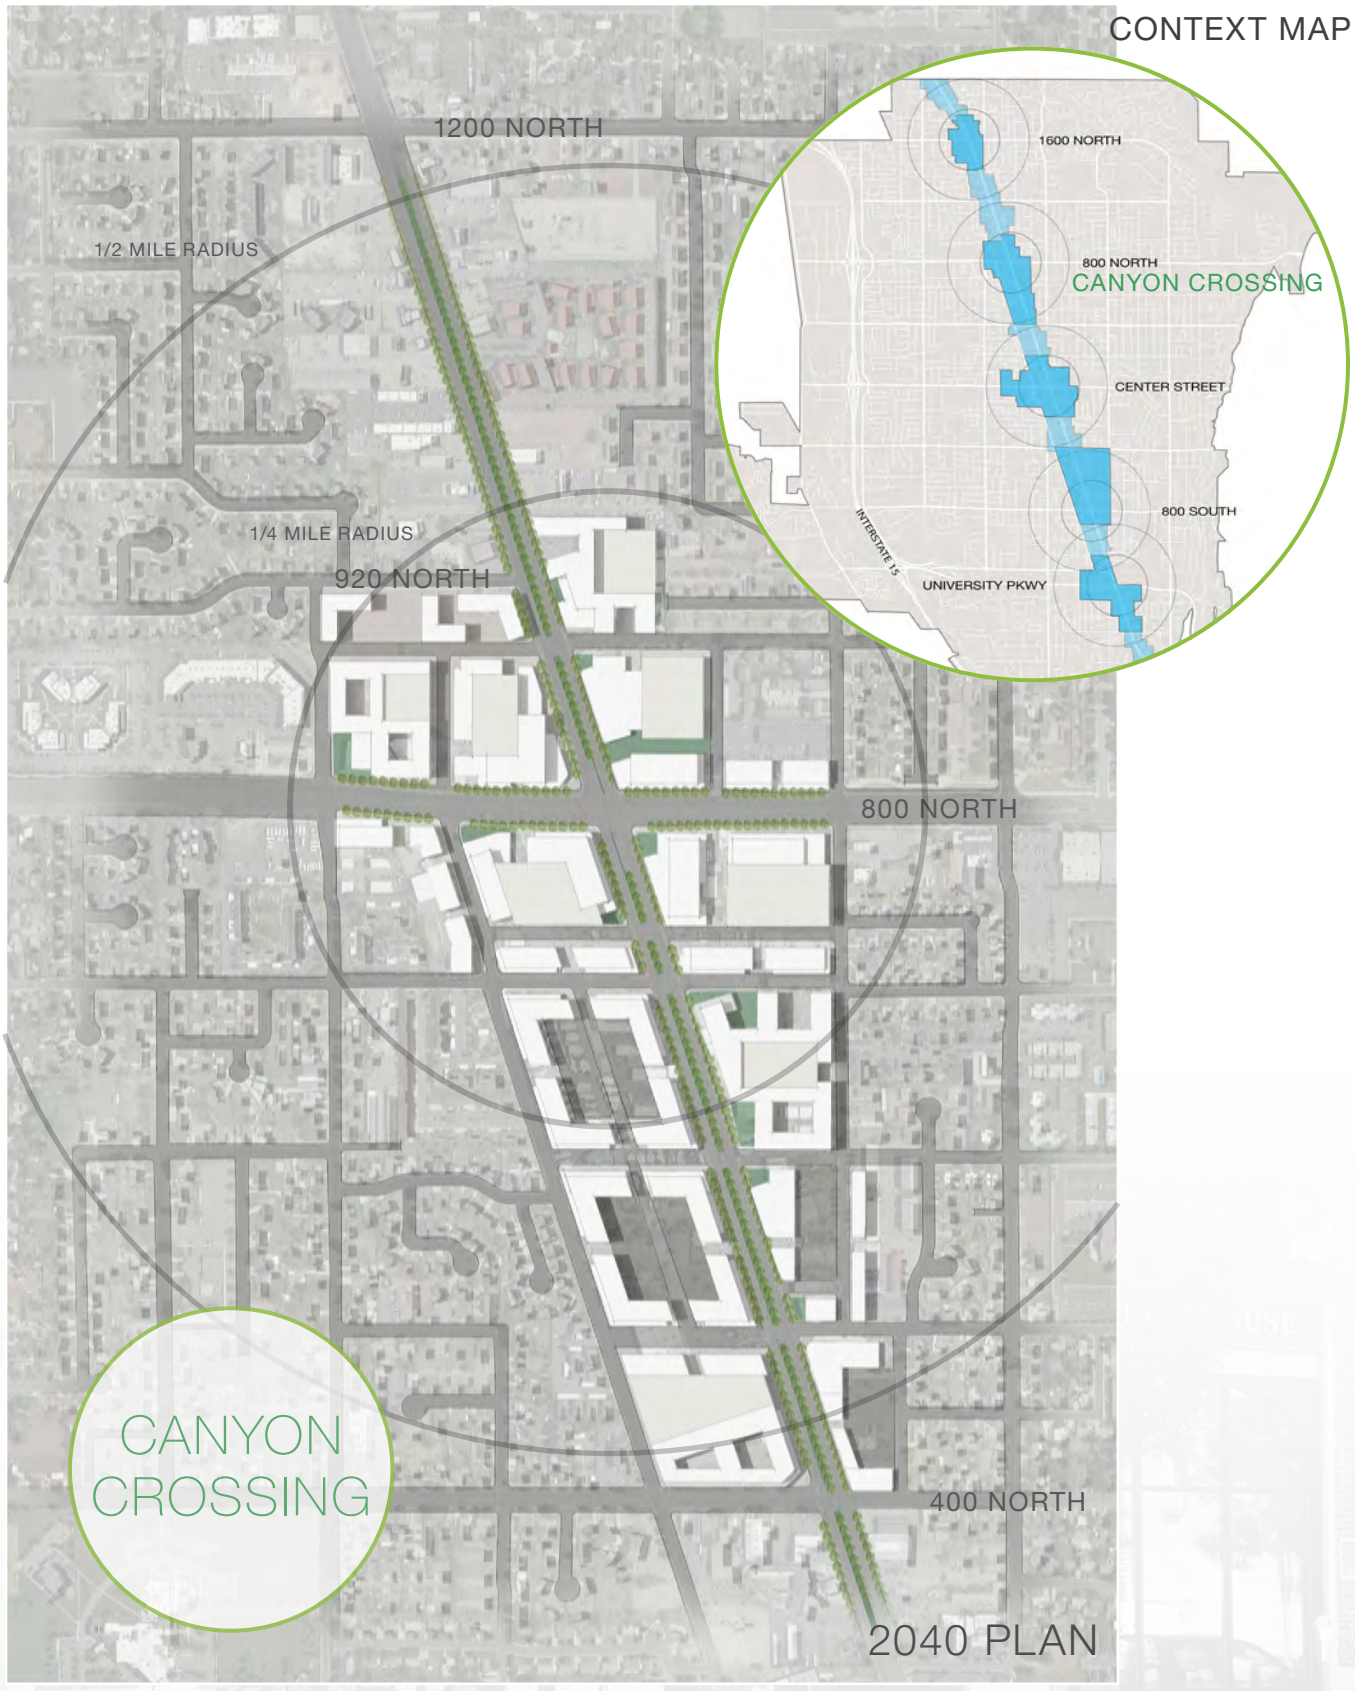 CONTEXT MAP
1200 NORTH
1600 NORTH
1/2 MILE RADIUS
800 NORTH
CANYON CROSSING
CENTER STREET
800 SOUTH
INTERSTATE 15
1/4 MILE RADIUS
920 NORTH
UNIVERSITY PKWY
800 NORTH
CANYON
CROSSING
400 NORTH
2040 PLAN